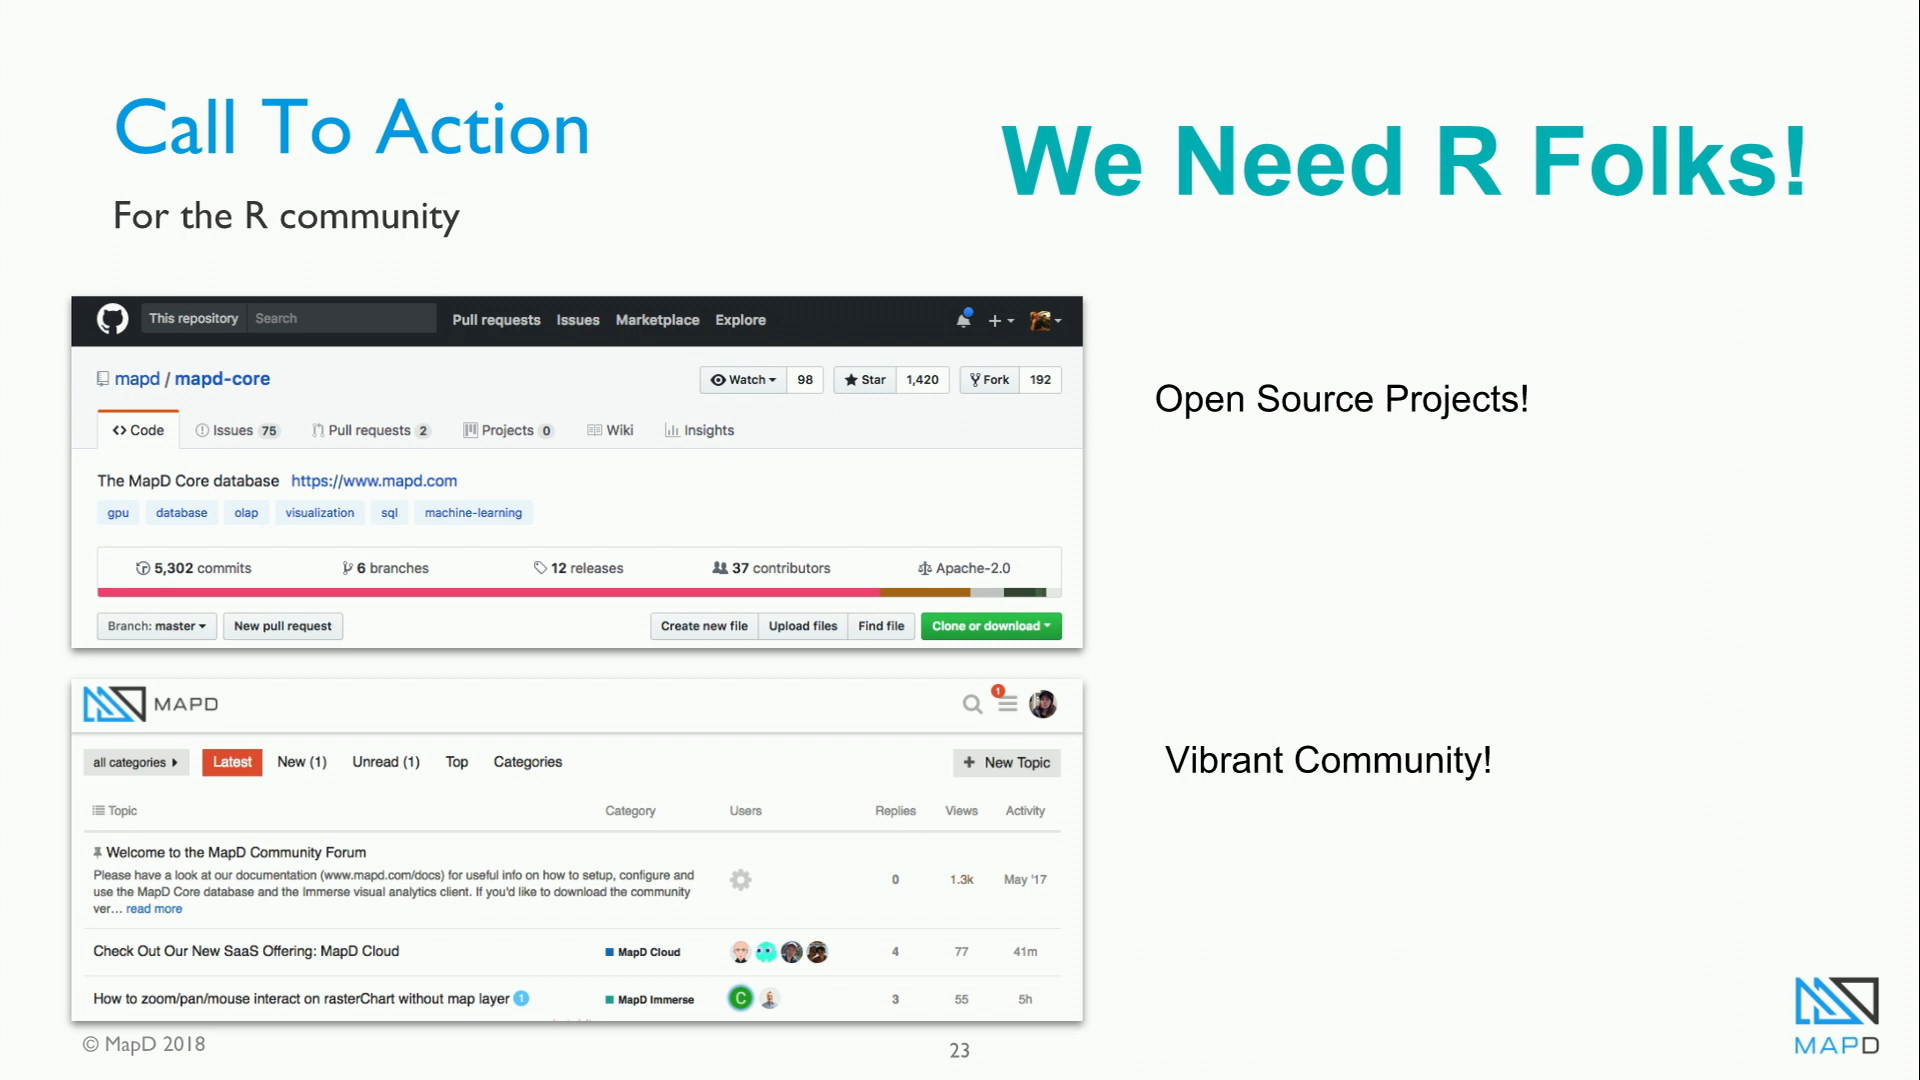 Call To Action
We Need R Folks!
For the R community
This repository Search Pull requests Issues Marketplace Explore
mapd / mapd-core
Watch 98 Star 1,420 Fork 192
Code Issues 75 Pull requests 2 Projects 0 Wiki Insights
The MapD Core database https://www.mapd.com
gpu database olap visualization sql machine-learning
5,302 commits 6 branches 12 releases 37 contributors Apache-2.0
Branch: master New pull request Create new file Upload files Find file Clone or download
Open Source Projects!
MAPD
1
all categories Latest New (1) Unread (1) Top Categories + New Topic
Topic Category Users Replies Views Activity
Welcome to the MapD Community Forum
Please have a look at our documentation (www.mapd.com/docs) for useful info on how to setup, configure and
use the MapD Core database and the Immerse visual analytics client. If you'd like to download the community
ver... read more
0 1.3k May '17
Check Out Our New SaaS Offering: MapD Cloud MapD Cloud 4 77 41m
How to zoom/pan/mouse interact on rasterChart without map layer 1 MapD Immerse C 3 55 5h
Vibrant Community!
© MapD 2018
23
MAPD